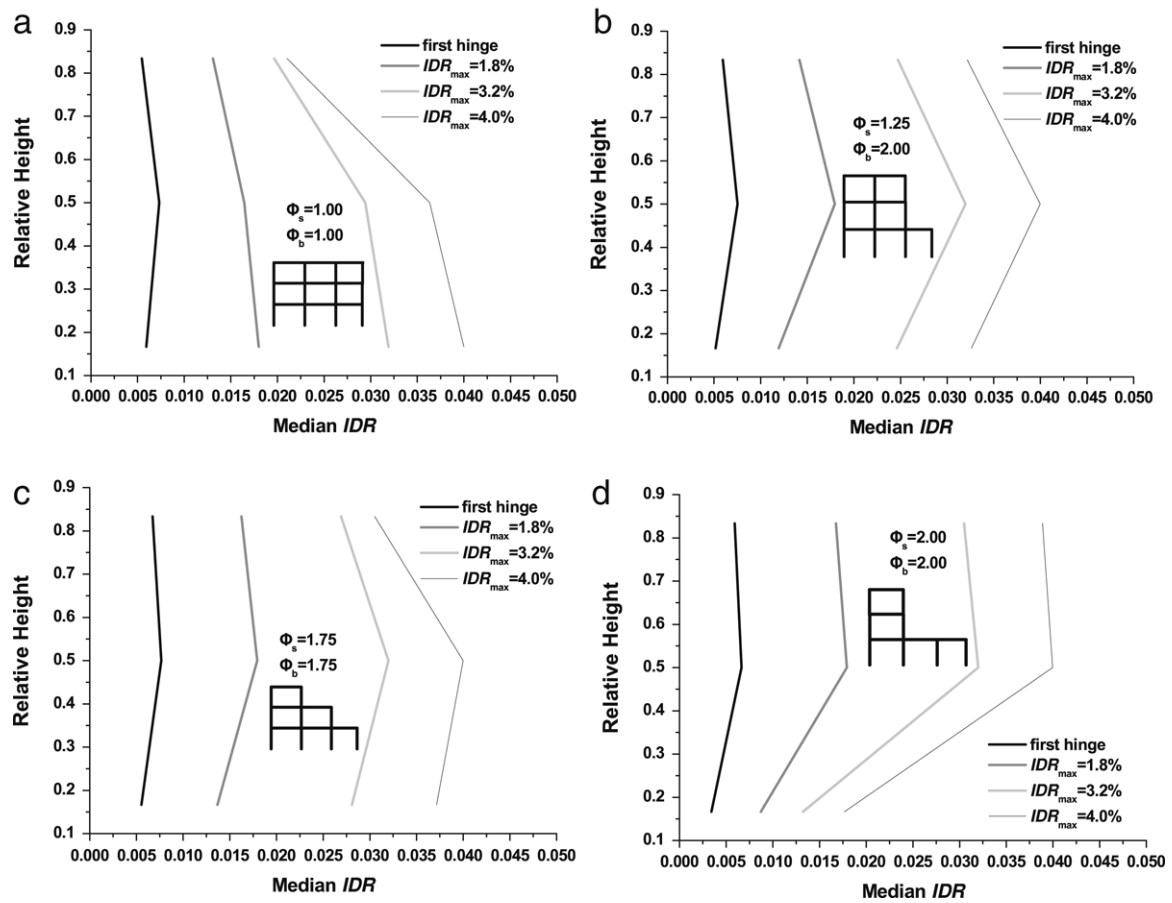 a
0.9
0.8
0.7
0.6
0.5
0.4
0.3
0.2
0.1
Relative Height
first hinge
IDRmax=1.8%
IDRmax=3.2%
IDRmax=4.0%
Φs=1.00
Φb=1.00
0.000 0.005 0.010 0.015 0.020 0.025 0.030 0.035 0.040 0.045 0.050
Median IDR
b
0.9
0.8
0.7
0.6
0.5
0.4
0.3
0.2
0.1
Relative Height
first hinge
IDRmax=1.8%
IDRmax=3.2%
IDRmax=4.0%
Φs=1.25
Φb=2.00
0.000 0.005 0.010 0.015 0.020 0.025 0.030 0.035 0.040 0.045 0.050
Median IDR
c
0.9
0.8
0.7
0.6
0.5
0.4
0.3
0.2
0.1
Relative Height
first hinge
IDRmax=1.8%
IDRmax=3.2%
IDRmax=4.0%
Φs=1.75
Φb=1.75
0.000 0.005 0.010 0.015 0.020 0.025 0.030 0.035 0.040 0.045 0.050
Median IDR
d
0.9
0.8
0.7
0.6
0.5
0.4
0.3
0.2
0.1
Relative Height
Φs=2.00
Φb=2.00
first hinge
IDRmax=1.8%
IDRmax=3.2%
IDRmax=4.0%
0.000 0.005 0.010 0.015 0.020 0.025 0.030 0.035 0.040 0.045 0.050
Median IDR